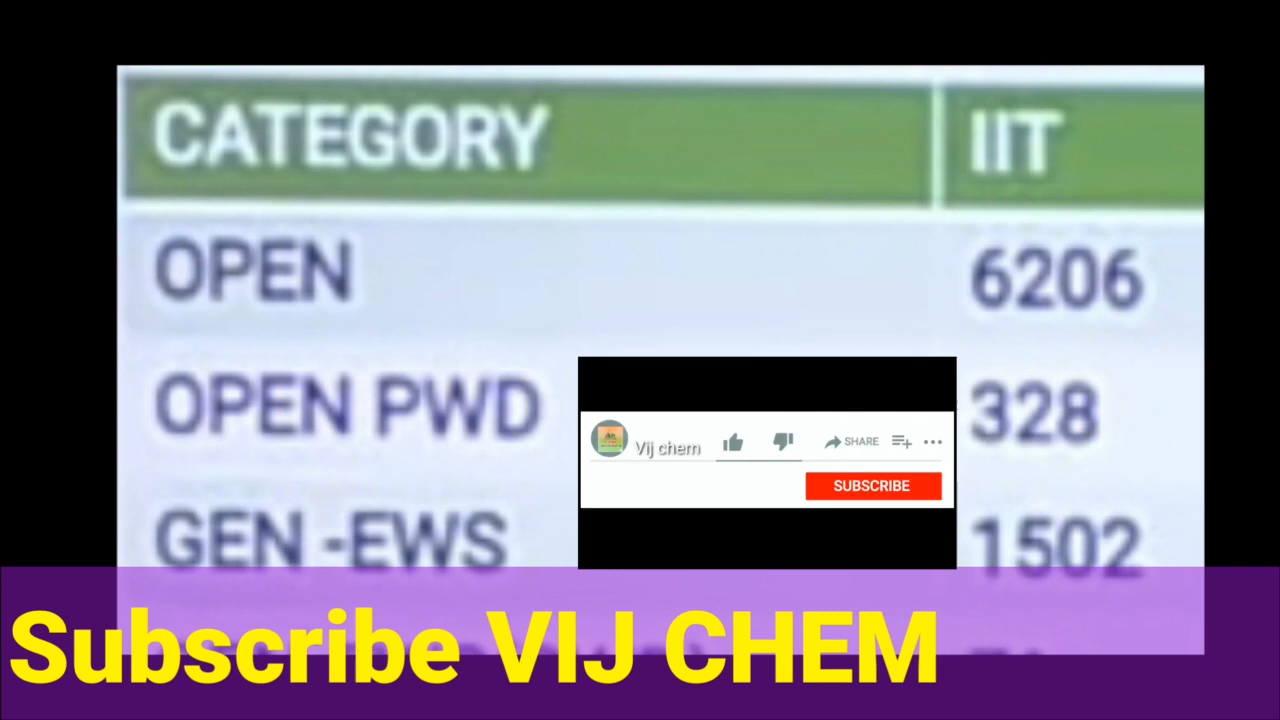 CATEGORY IIT
OPEN 6206
OPEN PWD 328
Vij chem SHARE
SUBSCRIBE
GEN -EWS 1502
Subscribe VIJ CHEM